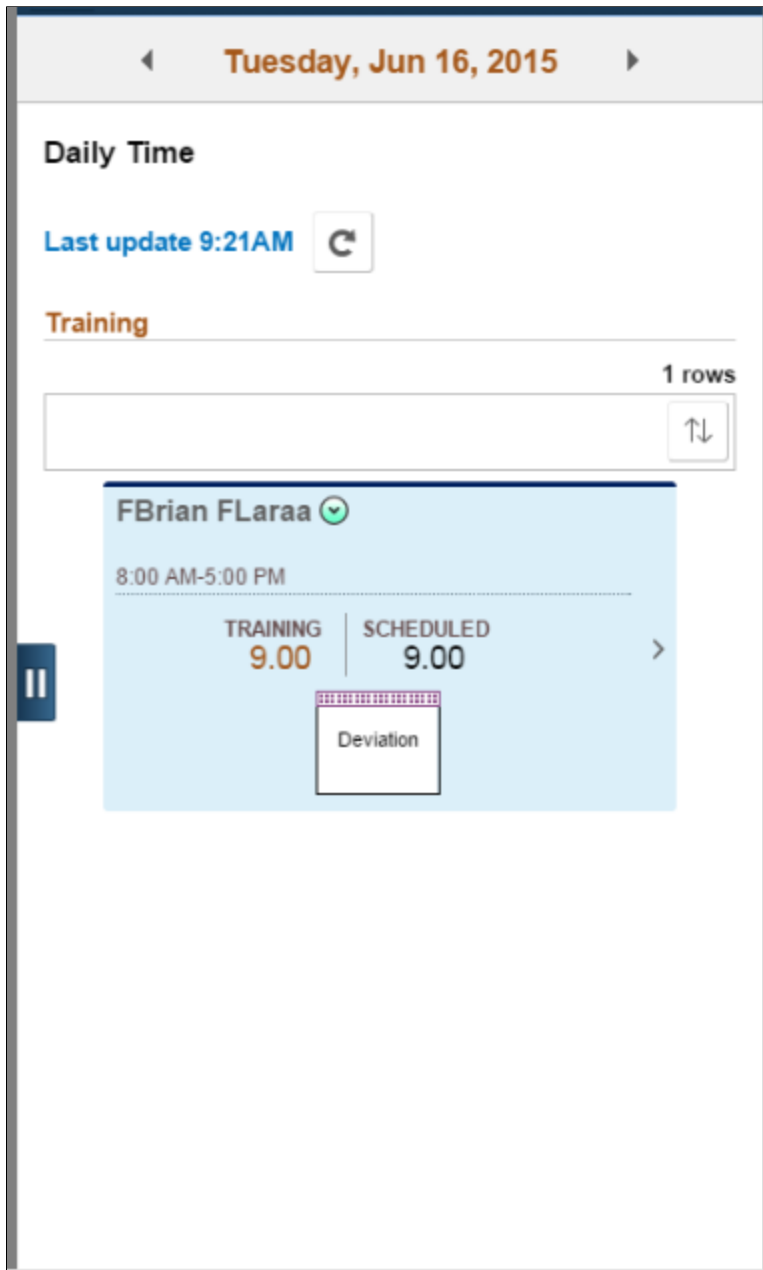 Tuesday, Jun 16, 2015
Daily Time
Last update 9:21AM
Training
1 rows
FBrian FLaraa
8:00 AM-5:00 PM
TRAINING SCHEDULED
9.00 9.00
Deviation